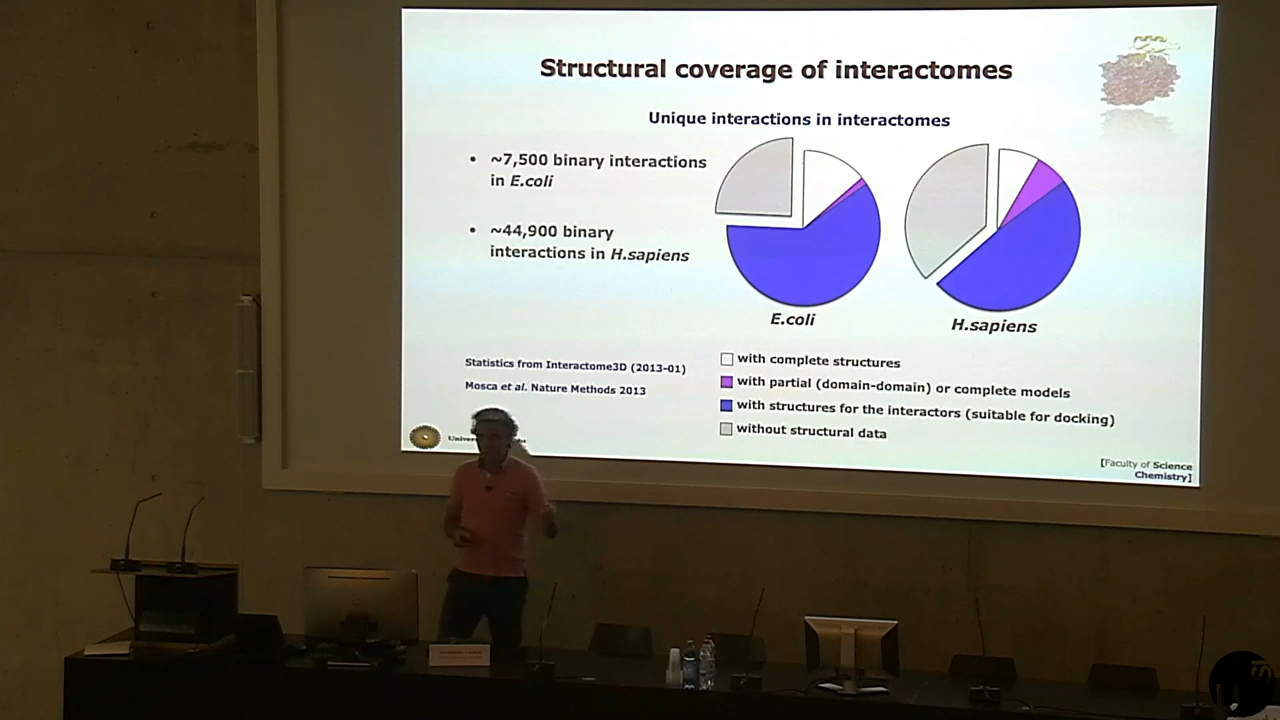 Structural coverage of interactomes
Unique interactions in interactomes
• ~7,500 binary interactions
in E.coli
• ~44,900 binary
interactions in H.sapiens
E.coli
H.sapiens
Statistics from Interactome3D (2013-01)
Mosca et al. Nature Methods 2013
with complete structures
with partial (domain-domain) or complete models
with structures for the interactors (suitable for docking)
without structural data
[Faculty of Science
Chemistry]